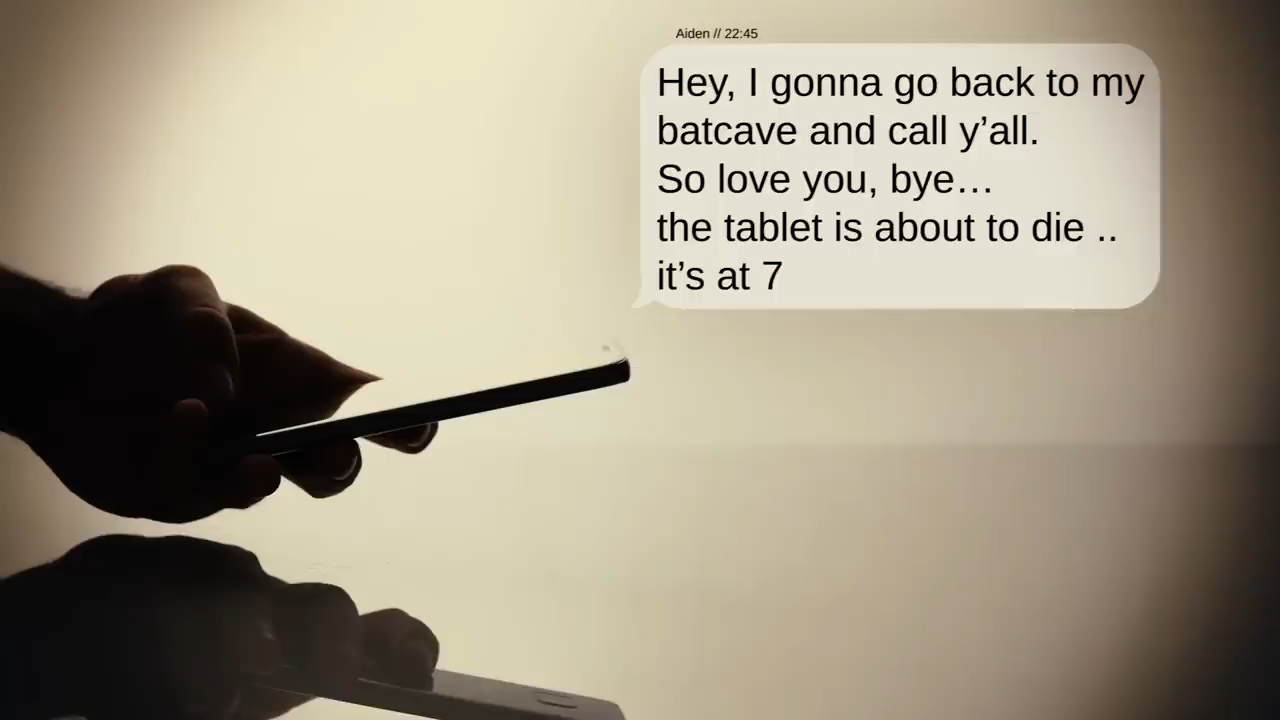 Aiden // 22:45
Hey, I gonna go back to my
batcave and call y’all.
So love you, bye…
the tablet is about to die ..
it’s at 7